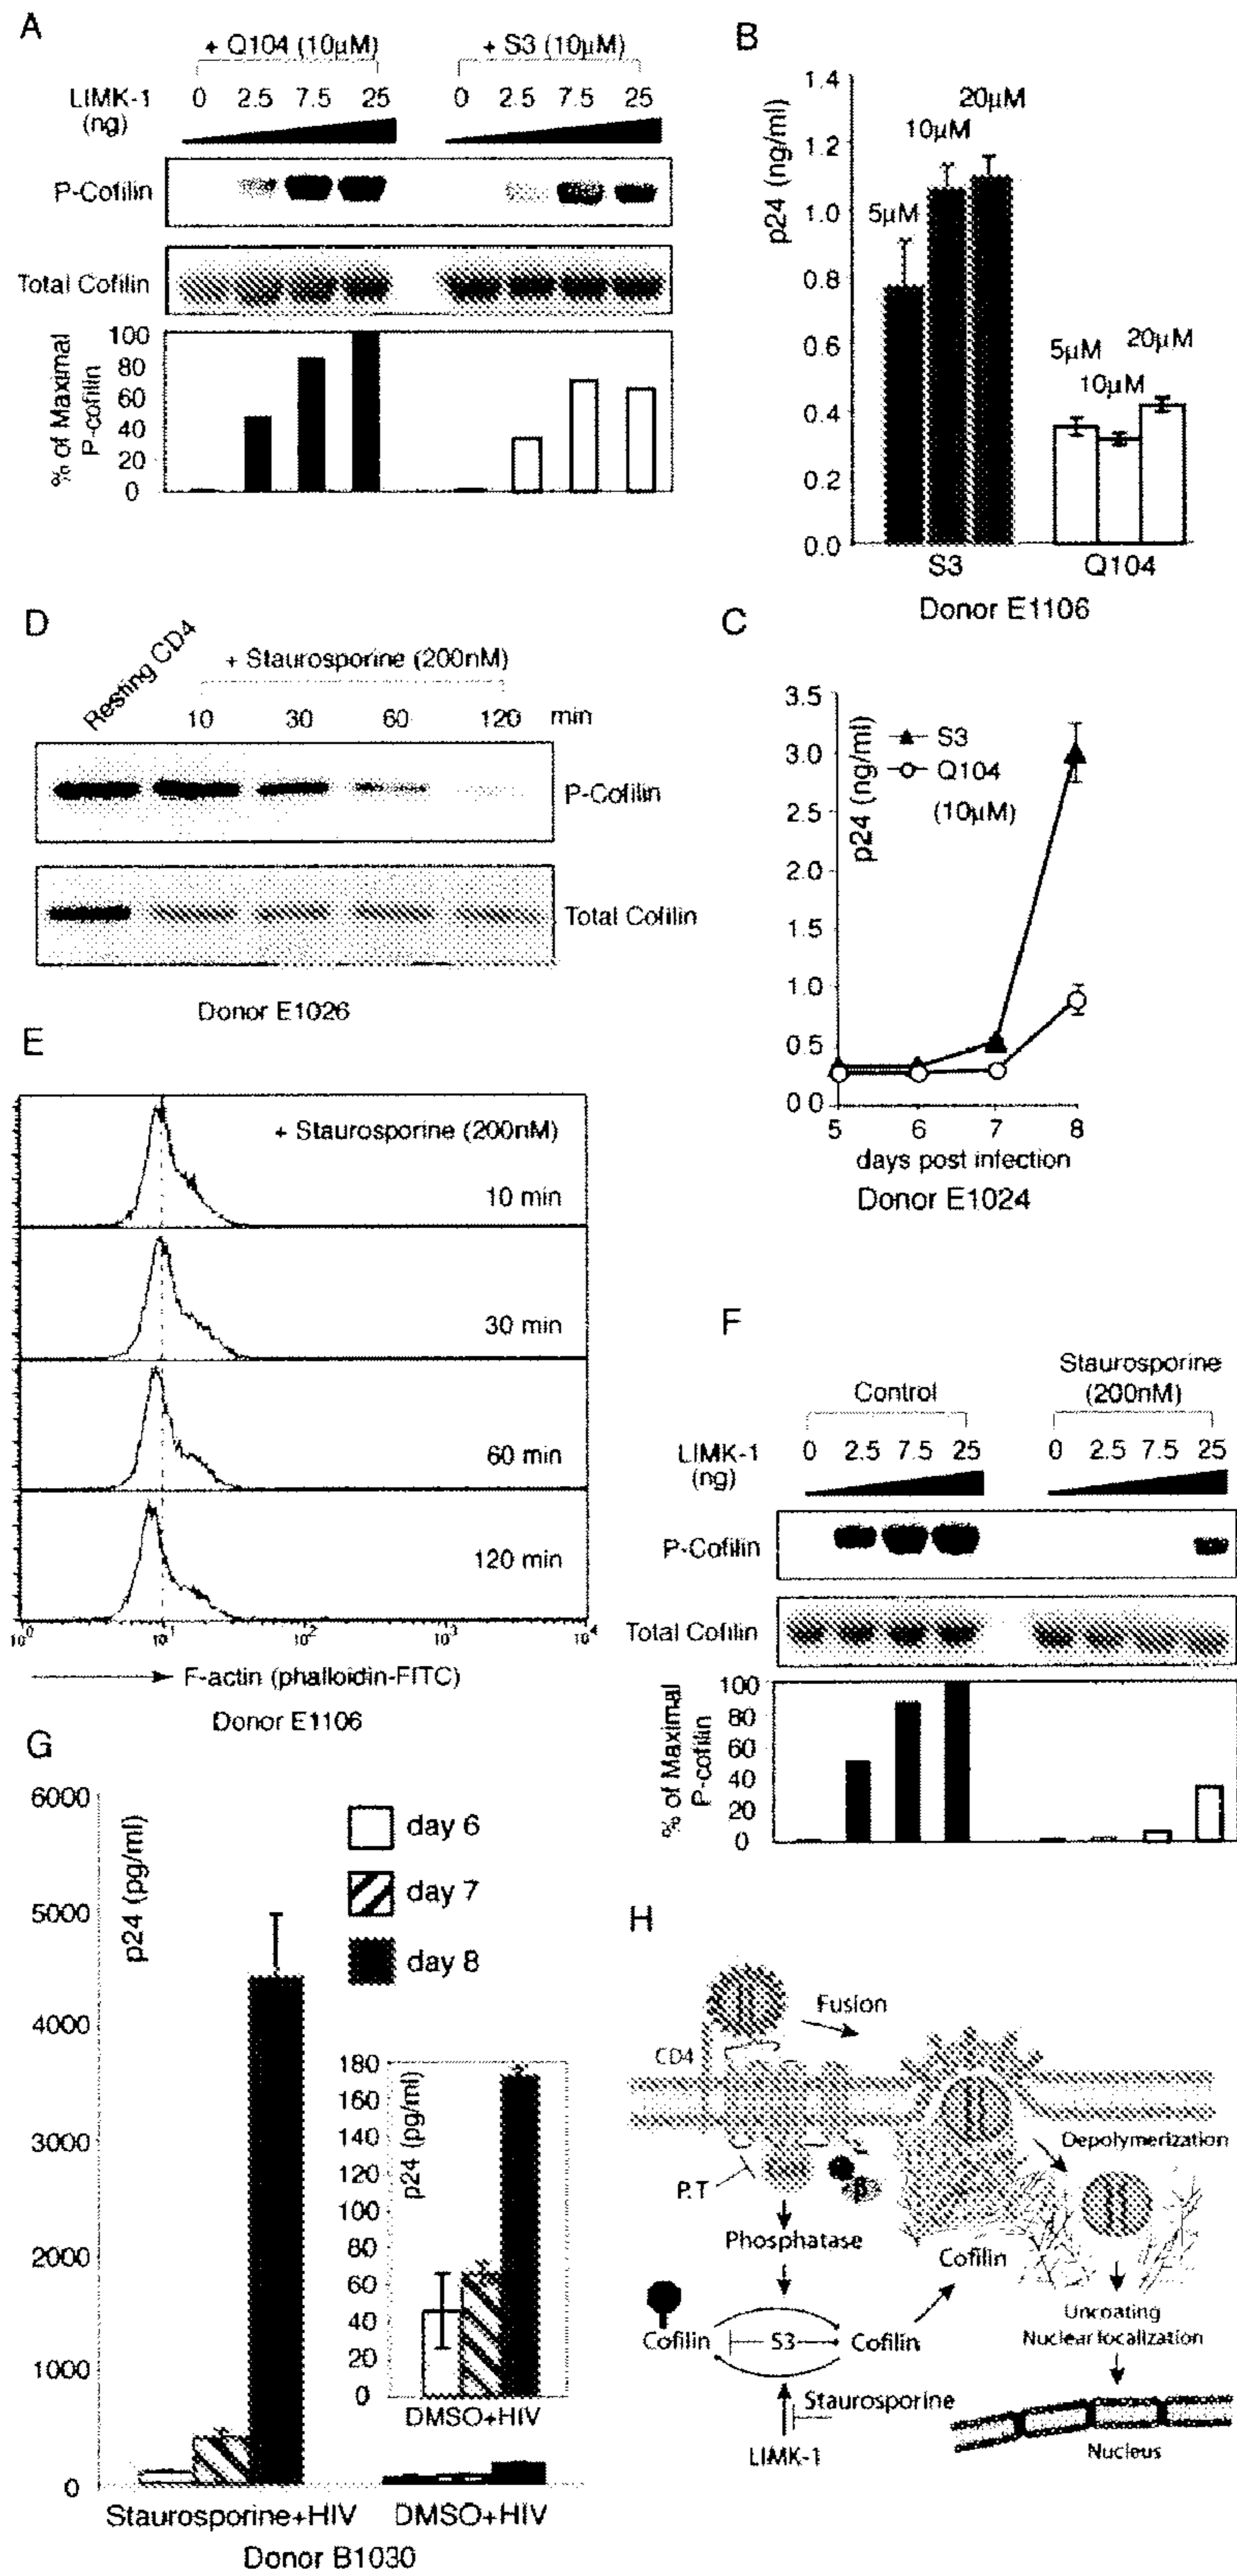 A
+ Q104 (10μM) + S3 (10μM)
LIMK-1 0 2.5 7.5 25 0 2.5 7.5 25
(ng)
P-Cofilin
Total Cofilin
% of Maximal
P-cofilin
100
80
60
40
20
0
B
p24 (ng/ml)
1.4
1.2
1.0
0.8
0.6
0.4
0.2
0.0
5μM
10μM
20μM
5μM
10μM
20μM
S3 Q104
Donor E1106
D
Resting CD4
+ Staurosporine (200nM)
10 30 60 120 min
P-Cofilin
Total Cofilin
Donor E1026
C
p24 (ng/ml)
3.5
3.0
2.5
2.0
1.5
1.0
0.5
0.0
S3
Q104
(10μM)
5 6 7 8
days post infection
Donor E1024
E
+ Staurosporine (200nM)
10 min
30 min
60 min
120 min
10⁰ 10¹ 10² 10³ 10⁴
F-actin (phalloidin-FITC)
Donor E1106
F
Control
Staurosporine
(200nM)
LIMK-1 0 2.5 7.5 25 0 2.5 7.5 25
(ng)
P-Cofilin
Total Cofilin
% of Maximal
P-cofilin
100
80
60
40
20
0
G
p24 (pg/ml)
6000
5000
4000
3000
2000
1000
0
day 6
day 7
day 8
p24 (pg/ml)
180
160
140
120
100
80
60
40
20
0
DMSO+HIV
Staurosporine+HIV DMSO+HIV
Donor B1030
H
Fusion
CD4
Depolymerization
P.T
β
Phosphatase
Cofilin
Cofilin S3 Cofilin
Uncoating
Nuclear localization
Staurosporine
LIMK-1
Nucleus